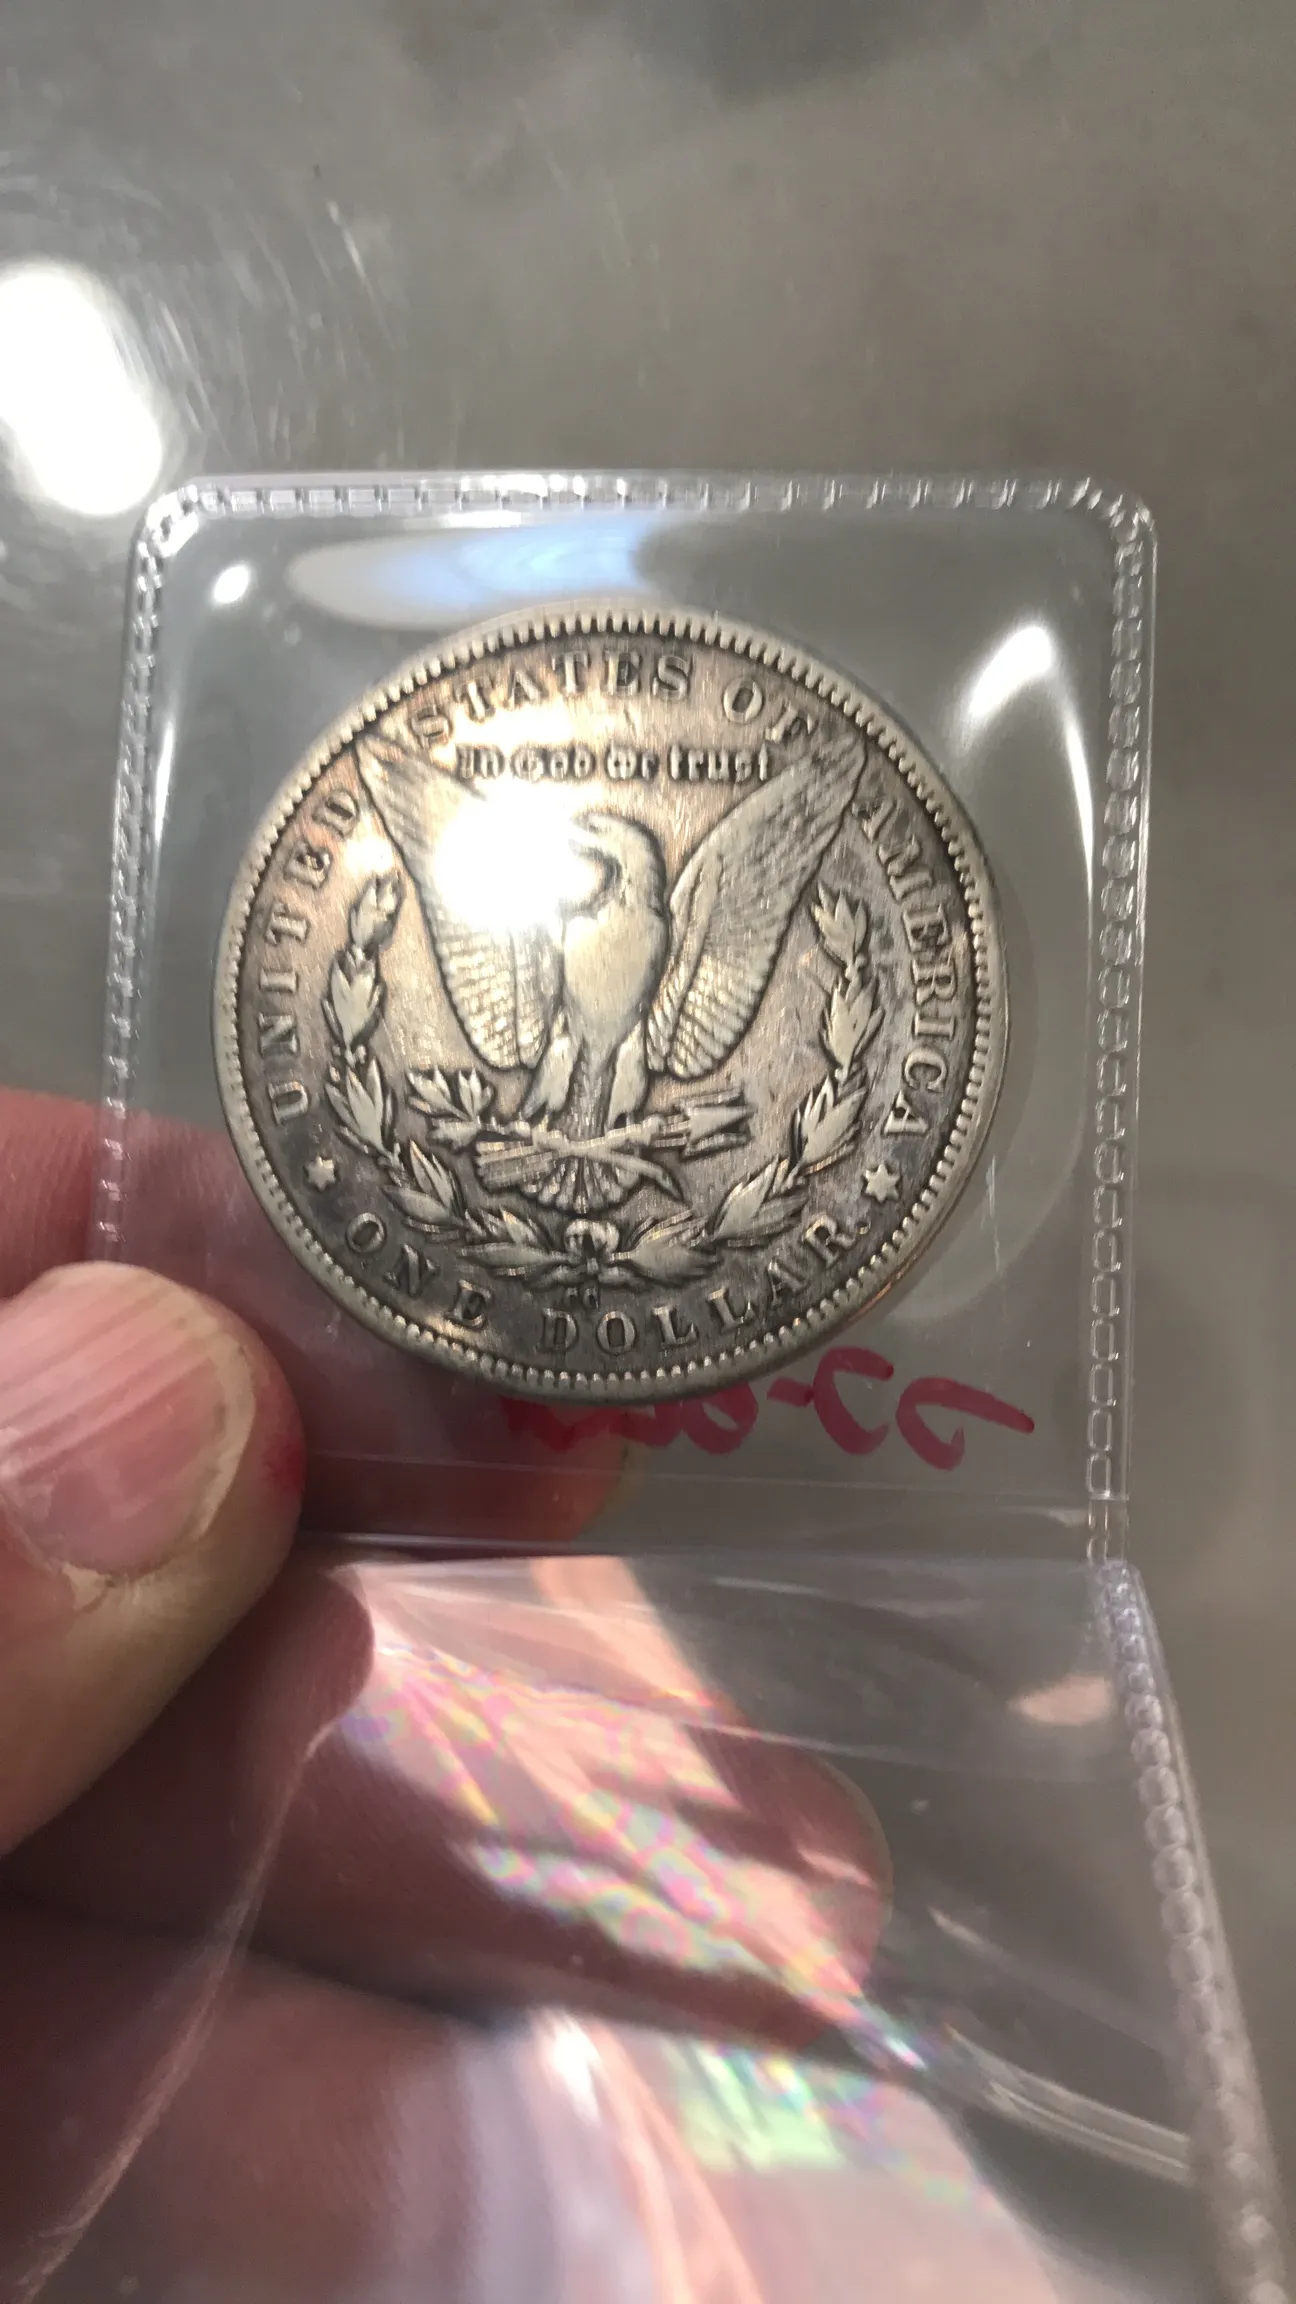 UNITED STATES OF AMERICA
In God we trust
CC
ONE DOLLAR.